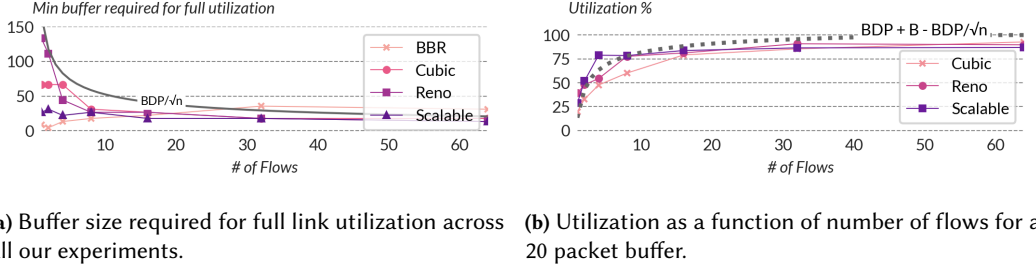 Min buffer required for full utilization
150
100
50
0
BDP/√n
BBR
Cubic
Reno
Scalable
10 20 30 40 50 60
# of Flows
a) Buffer size required for full link utilization across
ll our experiments.
Utilization %
100
75
50
25
0
BDP + B - BDP/√n
Cubic
Reno
Scalable
0 10 20 30 40 50 60
# of Flows
(b) Utilization as a function of number of flows for a
20 packet buffer.